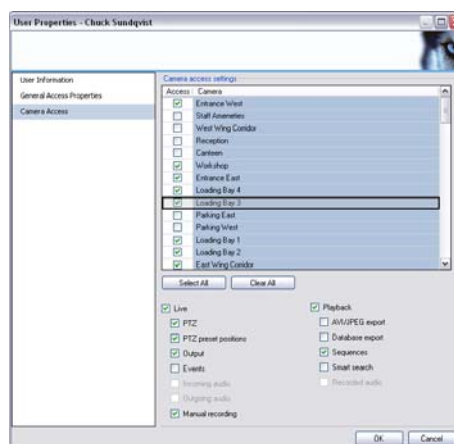 User Properties - Chuck Sundqvist
User Information
General Access Properties
Camera Access
Camera access settings
Access Camera
Entrance West
Staff Ameneties
West Wing Corridor
Reception
Canteen
Workshop
Entrance East
Loading Bay 4
Loading Bay 3
Parking East
Parking West
Loading Bay 1
Loading Bay 2
East Wing Corridor
Select All Clear All
Live Playback
PTZ AVI/JPEG export
PTZ preset positions Database export
Output Sequences
Events Smart search
Incoming audio Recorded audio
Outgoing audio
Manual recording
OK Cancel